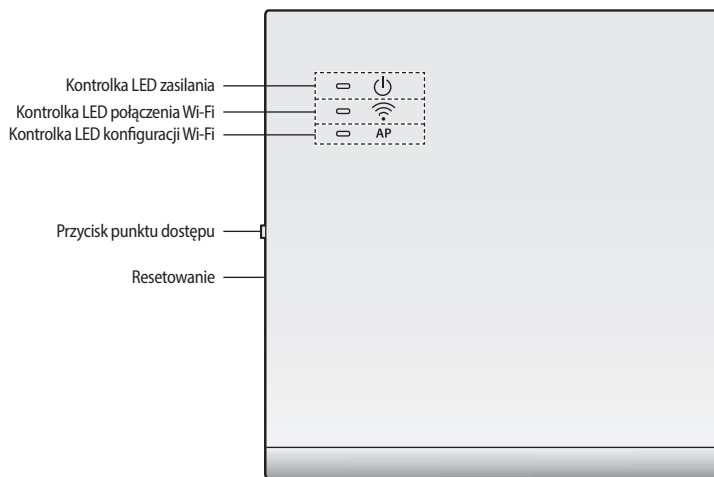 Kontrolka LED zasilania
Kontrolka LED połączenia Wi-Fi
Kontrolka LED konfiguracji Wi-Fi
AP
Przycisk punktu dostępu
Resetowanie